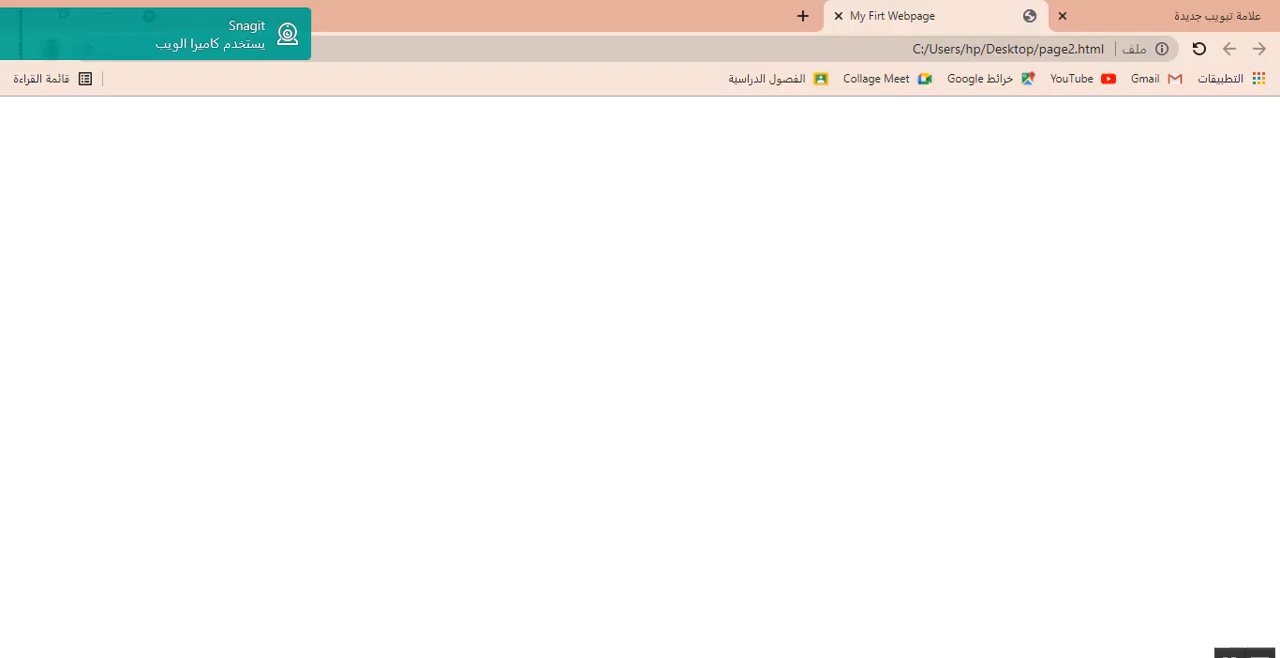 Snagit
يستخدم كاميرا الويب
علامة تبويب جديدة
My Firt Webpage
ملف
C:/Users/hp/Desktop/page2.html
التطبيقات
Gmail
YouTube
خرائط Google
Collage Meet
الفصول الدراسية
قائمة القراءة